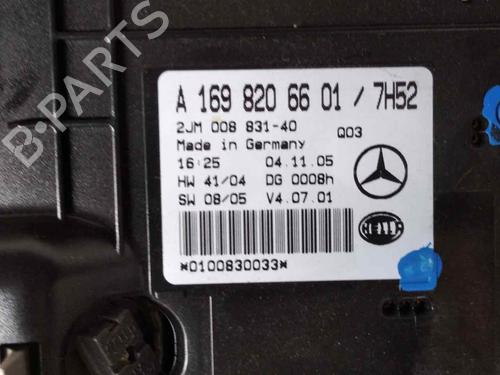 B-PARTS
A 169 820 66 01 / 7H52
2JM 008 831-40 Q03
Made in Germany
16:25 04.11.05
HW 41/04 DG 0008h
SW 08/05 V4.07.01
*0100830033*